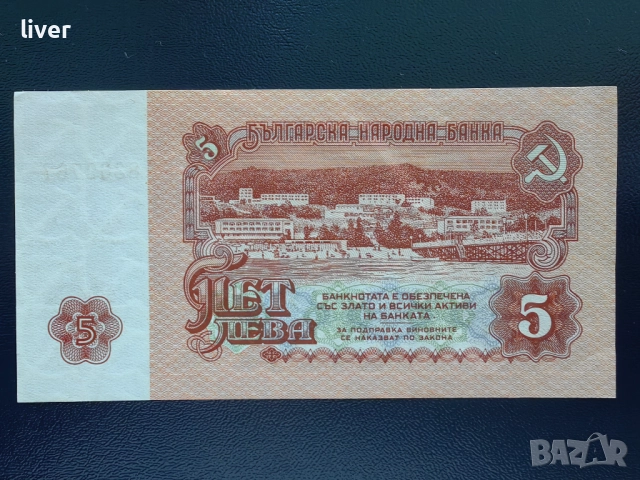 liver
5
БЪЛГАРСКА НАРОДНА БАНКА
ПЕТ
ЛЕВА
БАНКНОТАТА Е ОБЕЗПЕЧЕНА
СЪС ЗЛАТО И ВСИЧКИ АКТИВИ
НА БАНКАТА
ЗА ПОДПРАВКА ВИНОВНИТЕ
СЕ НАКАЗВАТ ПО ЗАКОНА
5
5
BAZAR